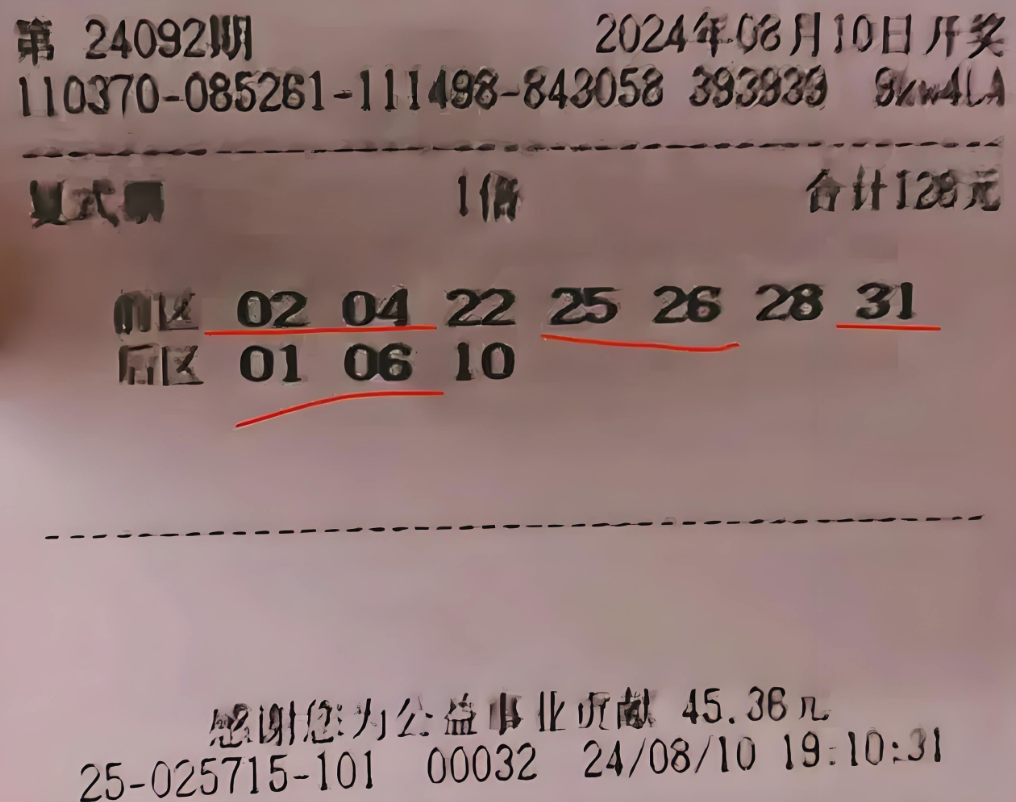 第 24092期 2024年08月10日开奖
110370-085261-111498-843058 393939 9kw4LA
复式票 1倍 合计126元
前区 02 04 22 25 26 28 31
后区 01 06 10
感谢您为公益事业贡献 45.36元
25-025715-101 00032 24/08/10 19:10:31